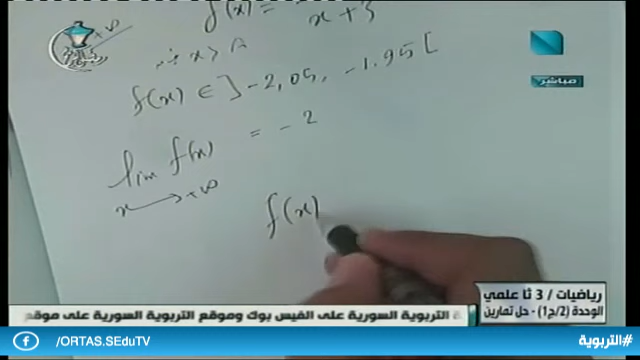 +∞
f(x) =
x + 3
x > A
f(x) ∈ ] -2,05, -1.95 [
lim f(x) = -2
x → +∞
f(x)
مباشر
رياضيات / 3 ثا علمي
الوحدة (2/ج1) - حل تمارين
التربوية السورية على الفيس بوك وموقع التربوية السورية على موقع
/ORTAS.SEduTV
#التربوية